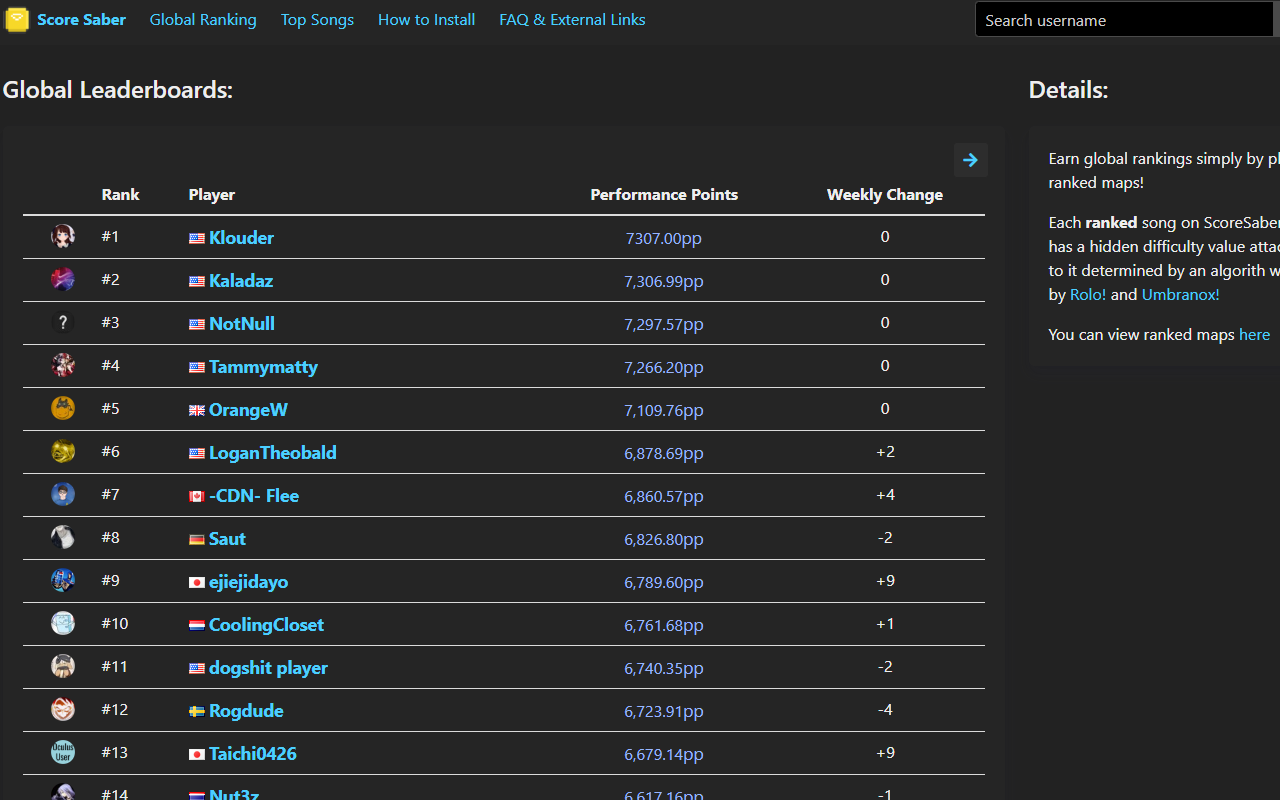 Score Saber Global Ranking Top Songs How to Install FAQ & External Links Search username
Global Leaderboards:
Rank Player Performance Points Weekly Change
#1 Klouder 7307.00pp 0
#2 Kaladaz 7,306.99pp 0
? #3 NotNull 7,297.57pp 0
#4 Tammymatty 7,266.20pp 0
#5 OrangeW 7,109.76pp 0
#6 LoganTheobald 6,878.69pp +2
#7 -CDN- Flee 6,860.57pp +4
#8 Saut 6,826.80pp -2
#9 ejiejidayo 6,789.60pp +9
#10 CoolingCloset 6,761.68pp +1
#11 dogshit player 6,740.35pp -2
#12 Rogdude 6,723.91pp -4
Oculus User #13 Taichi0426 6,679.14pp +9
#14 Nut3z 6,617.16pp -1
Details:
Earn global rankings simply by pl
ranked maps!
Each ranked song on ScoreSaber
has a hidden difficulty value attac
to it determined by an algorith w
by Rolo! and Umbranox!
You can view ranked maps here